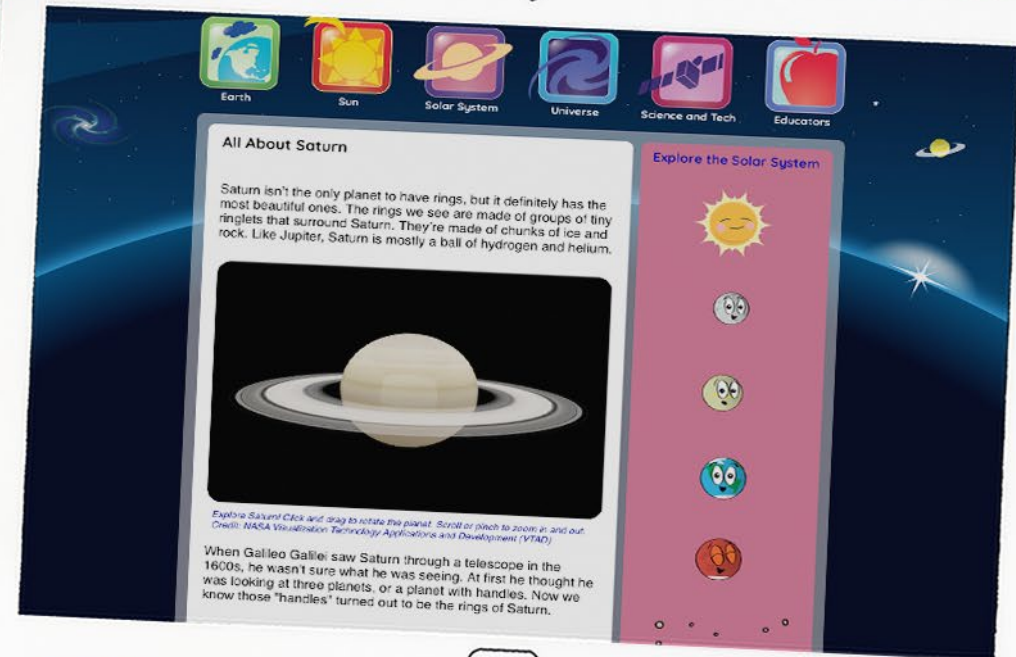 Earth
Sun
Solar System
Universe
Science and Tech
Educators
All About Saturn
Explore the Solar System
Saturn isn't the only planet to have rings, but it definitely has the
most beautiful ones. The rings we see are made of groups of tiny
ringlets that surround Saturn. They're made of chunks of ice and
rock. Like Jupiter, Saturn is mostly a ball of hydrogen and helium.
Explore Saturn! Click and drag to rotate the planet. Scroll or pinch to zoom in and out.
Credit: NASA Visualization Technology Applications and Development (VTAD)
When Galileo Galilei saw Saturn through a telescope in the
1600s, he wasn't sure what he was seeing. At first he thought he
was looking at three planets, or a planet with handles. Now we
know those "handles" turned out to be the rings of Saturn.